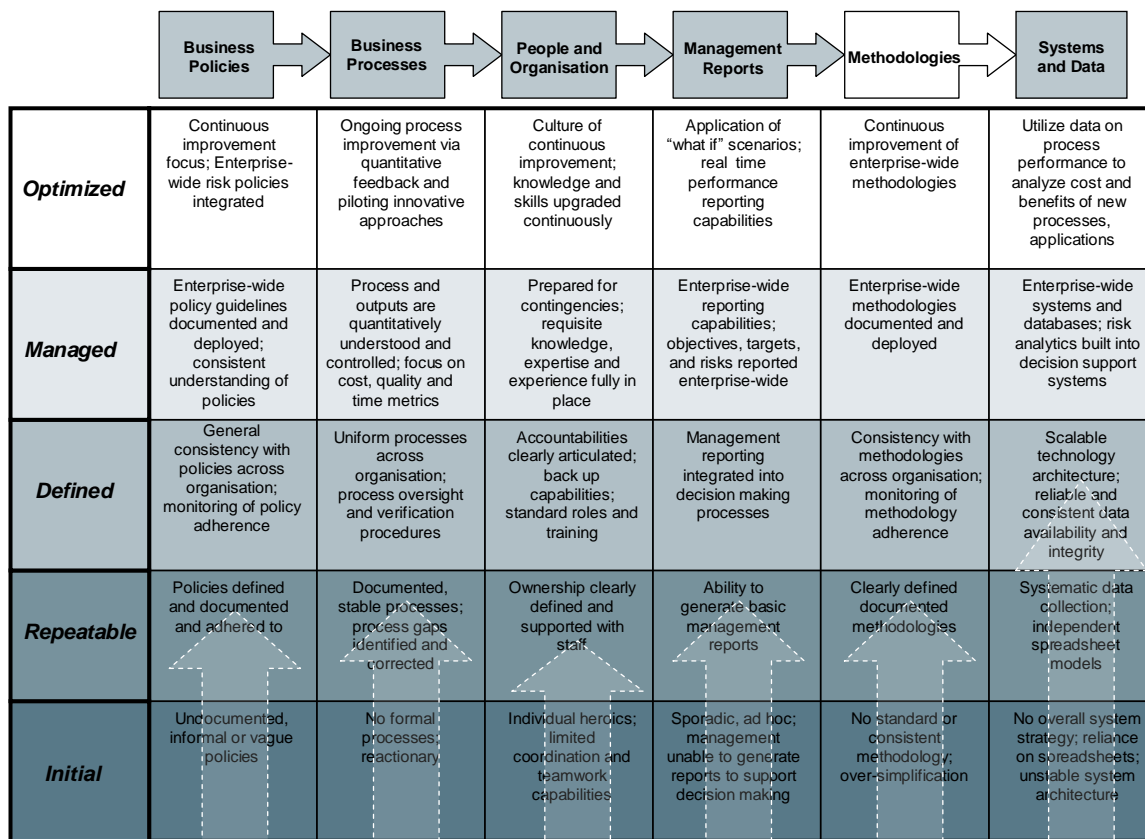 Business
Policies
Business
Processes
People and
Organisation
Management
Reports
Methodologies
Systems
and Data
Optimized
Continuous
improvement
focus; Enterprise-
wide risk policies
integrated
Ongoing process
improvement via
quantitative
feedback and
piloting innovative
approaches
Culture of
continuous
improvement;
knowledge and
skills upgraded
continuously
Application of
“what if” scenarios;
real time
performance
reporting
capabilities
Continuous
improvement of
enterprise-wide
methodologies
Utilize data on
process
performance to
analyze cost and
benefits of new
processes,
applications
Managed
Enterprise-wide
policy guidelines
documented and
deployed;
consistent
understanding of
policies
Process and
outputs are
quantitatively
understood and
controlled; focus on
cost, quality and
time metrics
Prepared for
contingencies;
requisite
knowledge,
expertise and
experience fully in
place
Enterprise-wide
reporting
capabilities;
objectives, targets,
and risks reported
enterprise-wide
Enterprise-wide
methodologies
documented and
deployed
Enterprise-wide
systems and
databases; risk
analytics built into
decision support
systems
Defined
General
consistency with
policies across
organisation;
monitoring of policy
adherence
Uniform processes
across
organisation;
process oversight
and verification
procedures
Accountabilities
clearly articulated;
back up
capabilities;
standard roles and
training
Management
reporting
integrated into
decision making
processes
Consistency with
methodologies
across organisation;
monitoring of
methodology
adherence
Scalable
technology
architecture;
reliable and
consistent data
availability and
integrity
Repeatable
Policies defined
and documented
and adhered to
Documented,
stable processes;
process gaps
identified and
corrected
Ownership clearly
defined and
supported with
staff
Ability to
generate basic
management
reports
Clearly defined
documented
methodologies
Systematic data
collection;
independent
spreadsheet
models
Initial
Undocumented,
informal or vague
policies
No formal
processes;
reactionary
Individual heroics;
limited
coordination and
teamwork
capabilities
Sporadic, ad hoc;
management
unable to generate
reports to support
decision making
No standard or
consistent
methodology;
over-simplification
No overall system
strategy; reliance
on spreadsheets;
unstable system
architecture